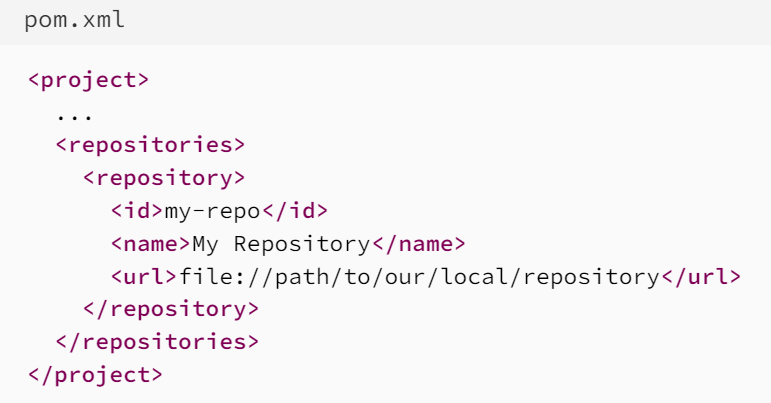 pom.xml
<project>
  ...
  <repositories>
    <repository>
      <id>my-repo</id>
      <name>My Repository</name>
      <url>file://path/to/our/local/repository</url>
    </repository>
  </repositories>
</project>